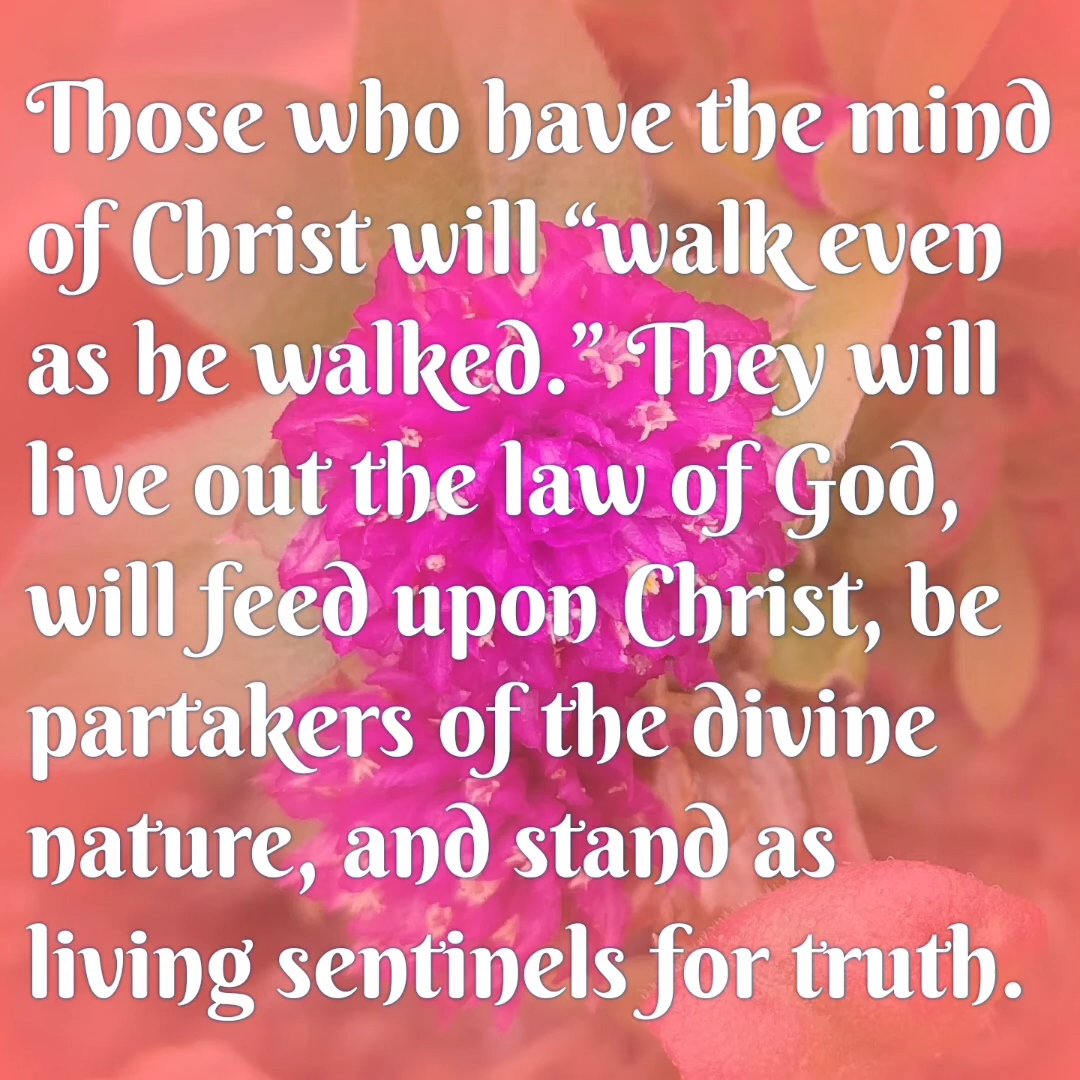 Those who have the mind
of Christ will “walk even
as he walked.” They will
live out the law of God,
will feed upon Christ, be
partakers of the divine
nature, and stand as
living sentinels for truth.